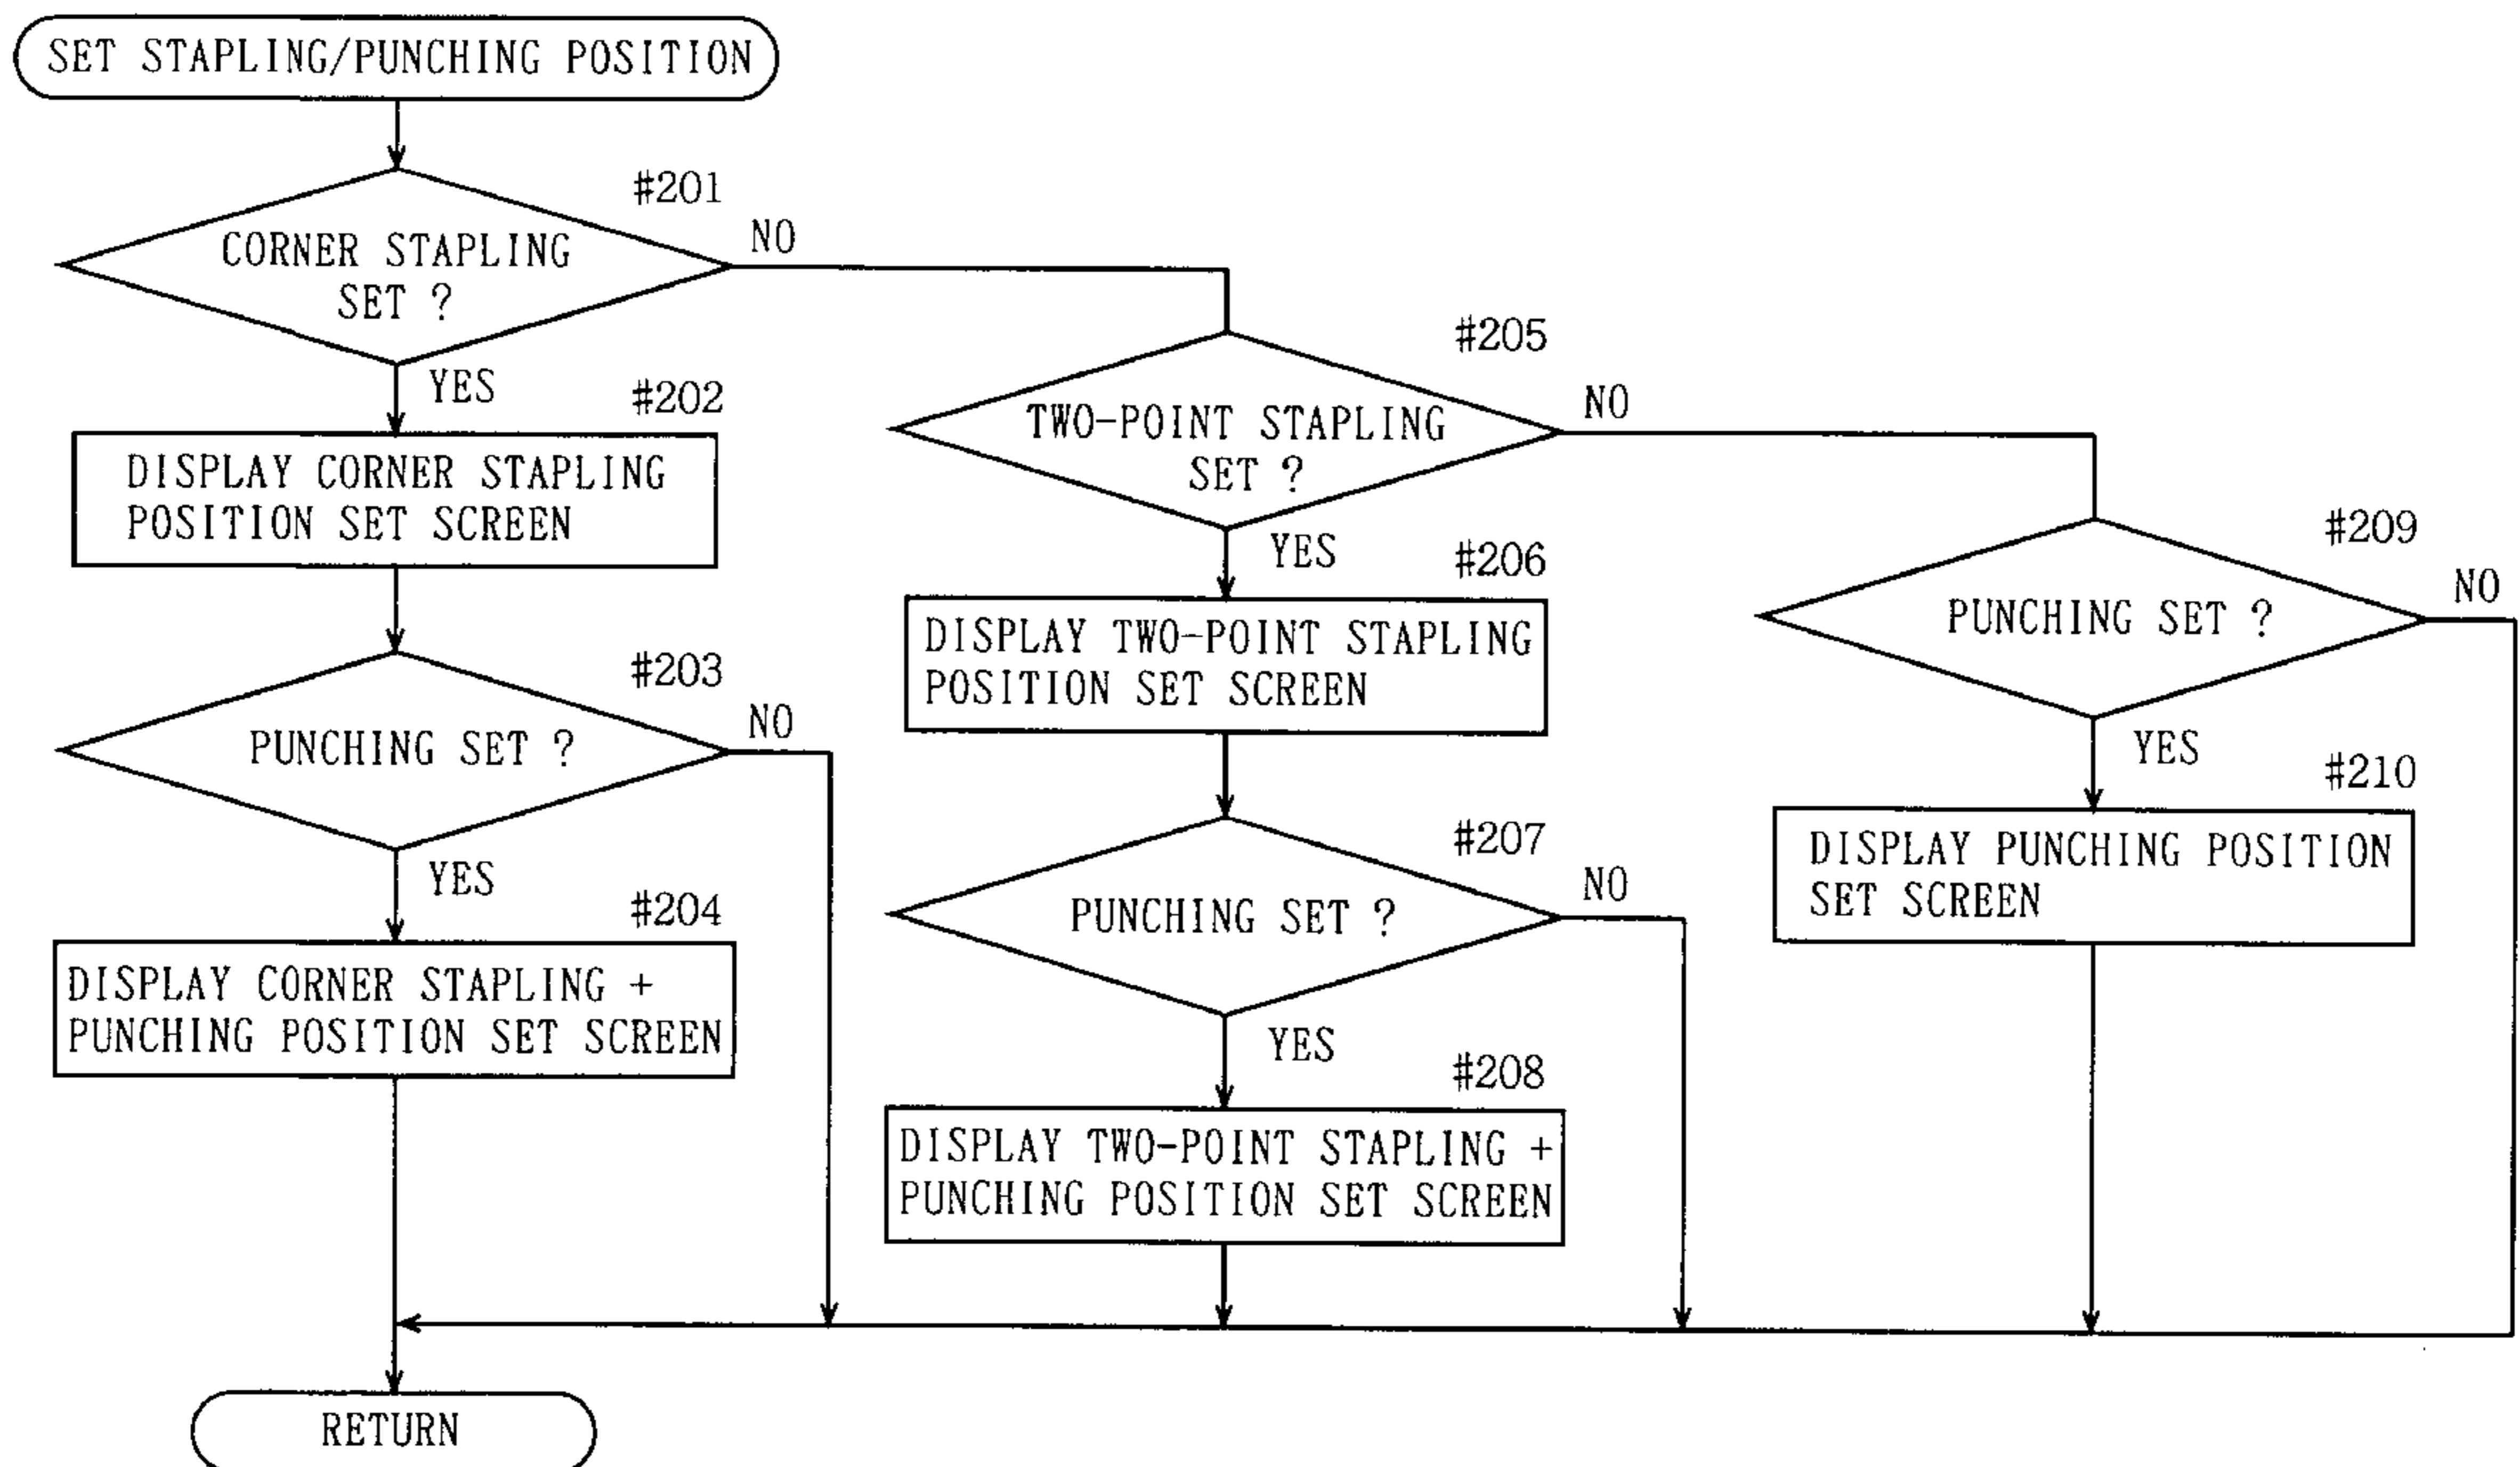 SET STAPLING/PUNCHING POSITION
#201
CORNER STAPLING
SET ?
NO
YES
#202
DISPLAY CORNER STAPLING
POSITION SET SCREEN
#203
PUNCHING SET ?
NO
YES
#204
DISPLAY CORNER STAPLING +
PUNCHING POSITION SET SCREEN
#205
TWO-POINT STAPLING
SET ?
NO
YES
#206
DISPLAY TWO-POINT STAPLING
POSITION SET SCREEN
#207
PUNCHING SET ?
NO
YES
#208
DISPLAY TWO-POINT STAPLING +
PUNCHING POSITION SET SCREEN
#209
PUNCHING SET ?
NO
YES
#210
DISPLAY PUNCHING POSITION
SET SCREEN
RETURN